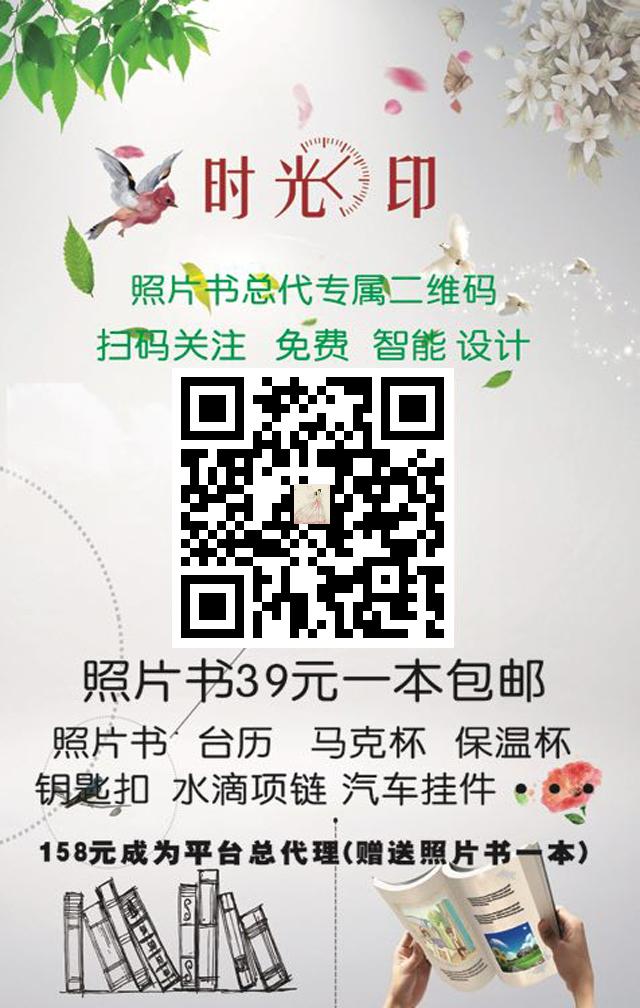 时光印
照片书总代专属二维码
扫码关注 免费 智能 设计
照片书39元一本包邮
照片书 台历 马克杯 保温杯
钥匙扣 水滴项链 汽车挂件 ● ● ●
158元成为平台总代理(赠送照片书一本)